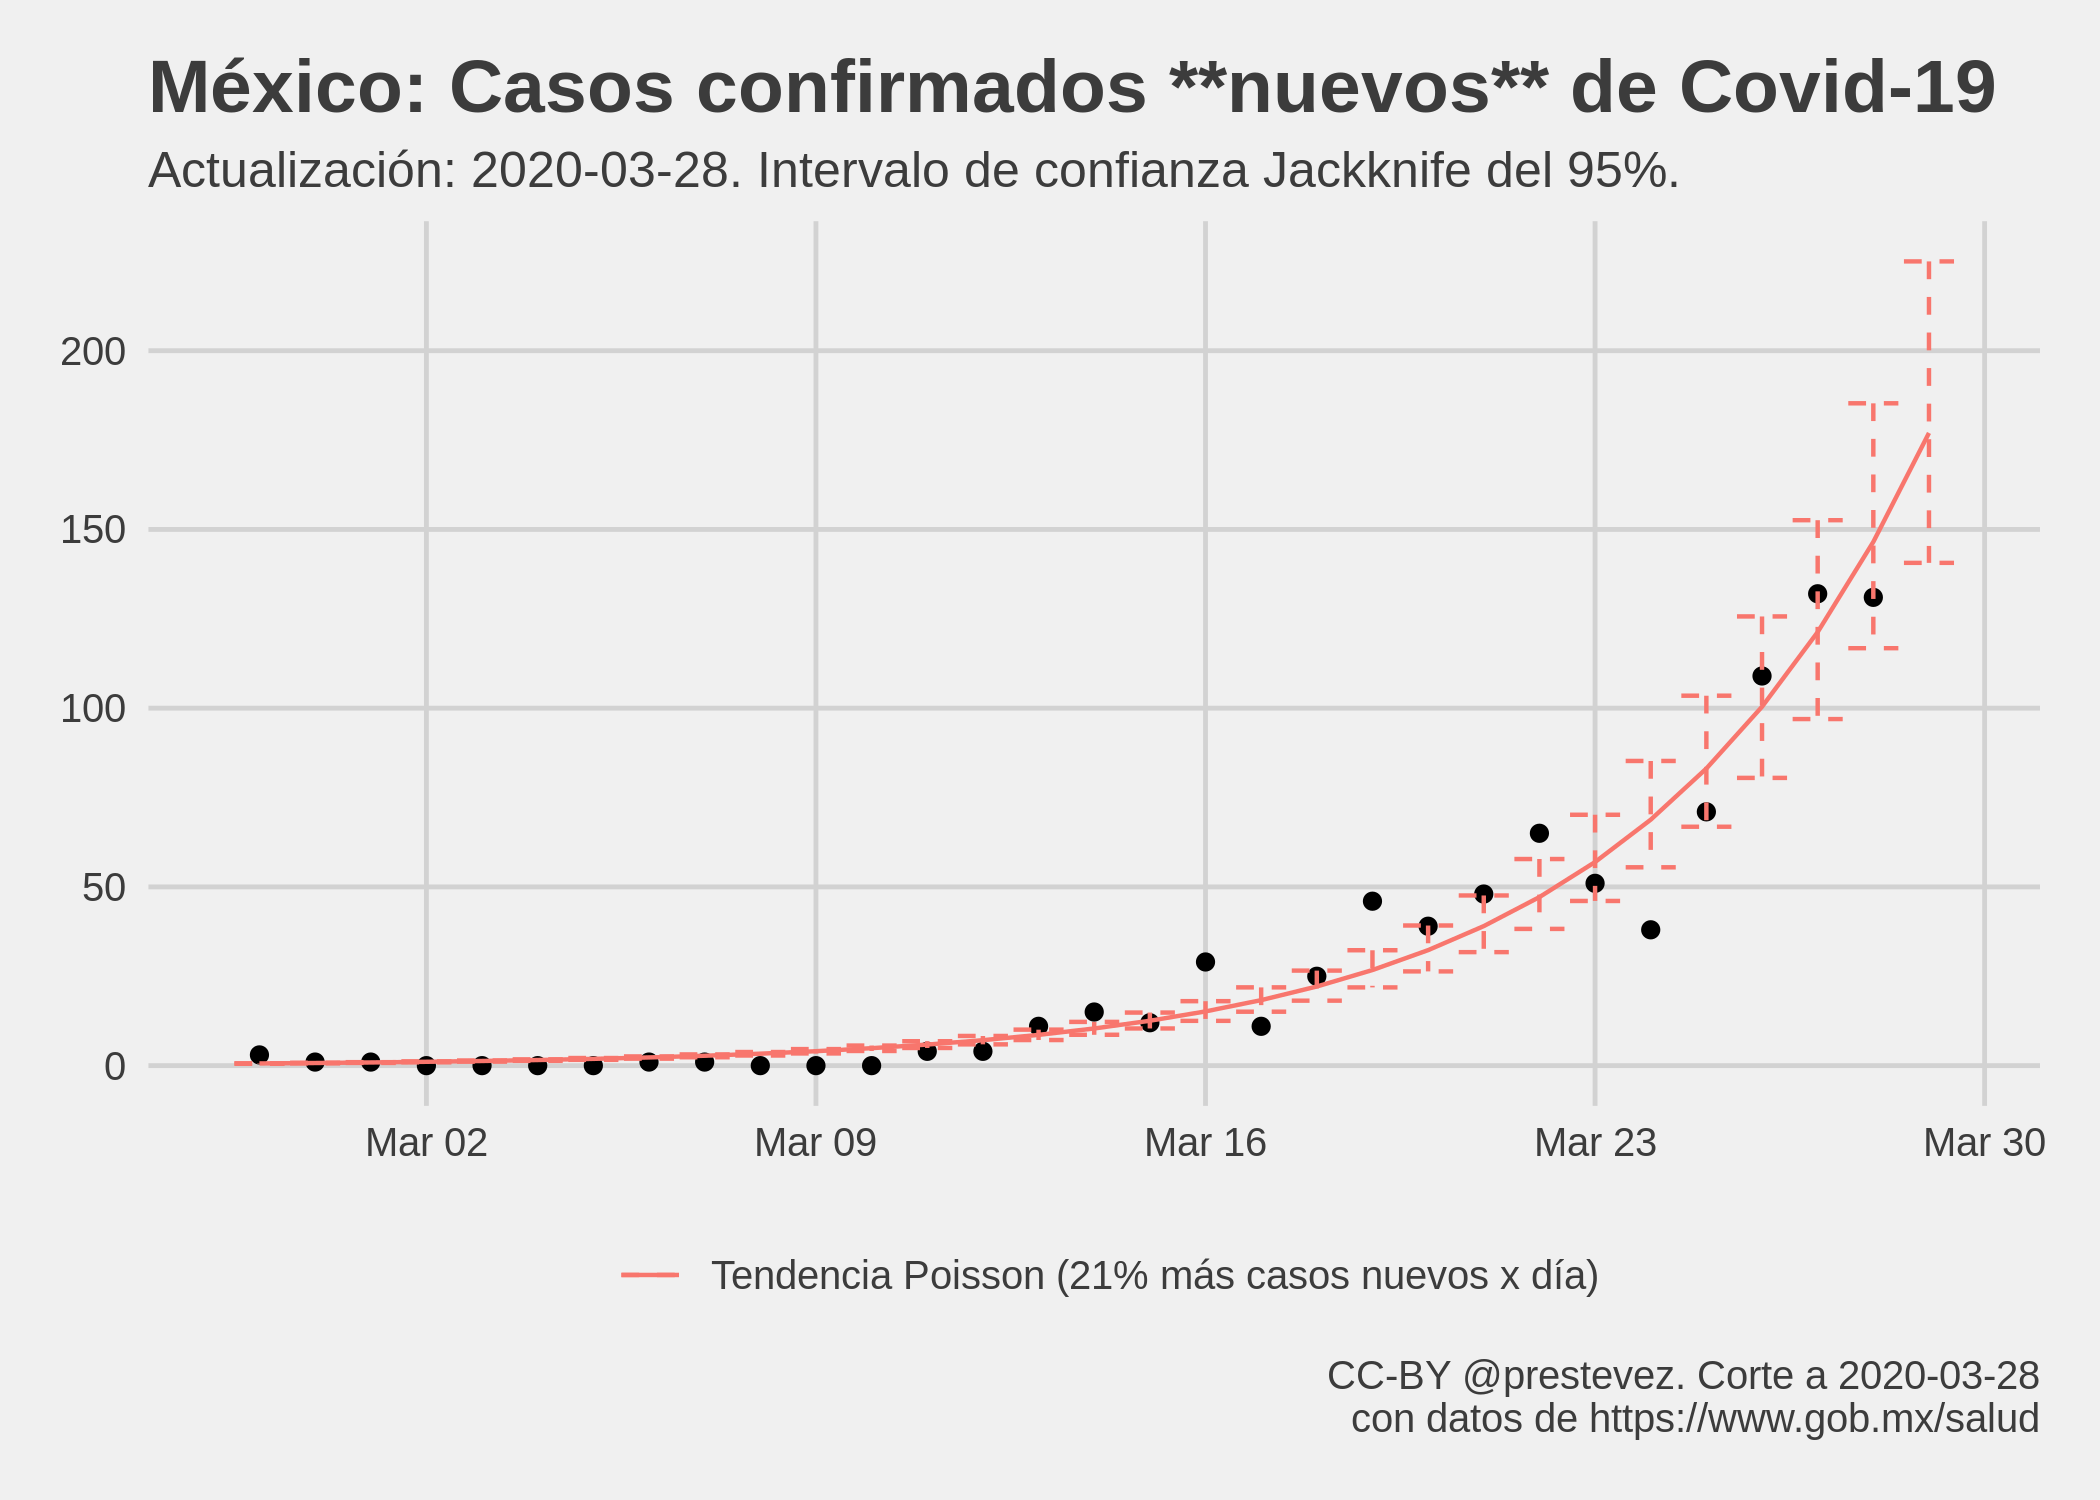 México: Casos confirmados **nuevos** de Covid-19
Actualización: 2020-03-28. Intervalo de confianza Jackknife del 95%.
200
150
100
50
0
Mar 02 Mar 09 Mar 16 Mar 23 Mar 30
Tendencia Poisson (21% más casos nuevos x día)
CC-BY @prestevez. Corte a 2020-03-28
con datos de https://www.gob.mx/salud